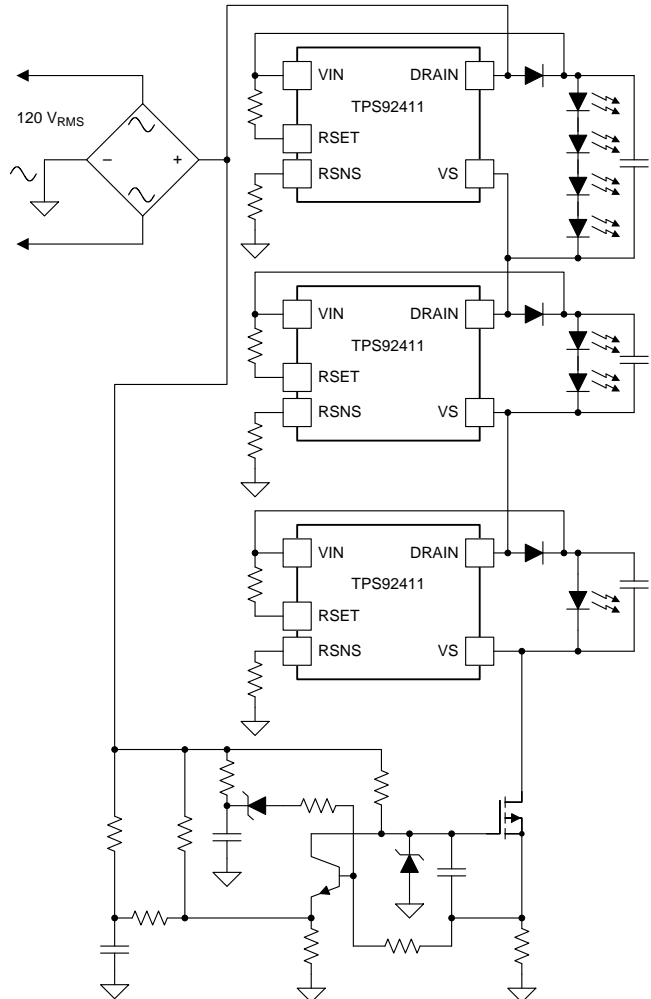 120 VRMS
−
+
VIN
DRAIN
TPS92411
RSET
RSNS
VS
VIN
DRAIN
TPS92411
RSET
RSNS
VS
VIN
DRAIN
TPS92411
RSET
RSNS
VS